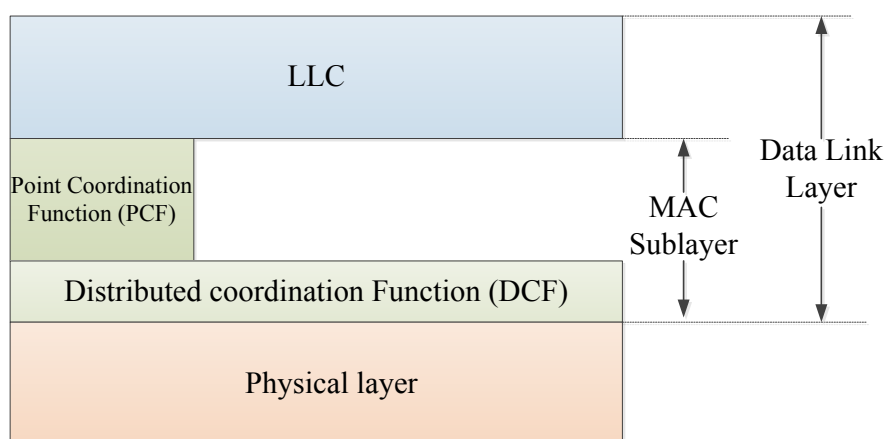 LLC
Point Coordination
Function (PCF)
Distributed coordination Function (DCF)
Physical layer
MAC
Sublayer
Data Link
Layer